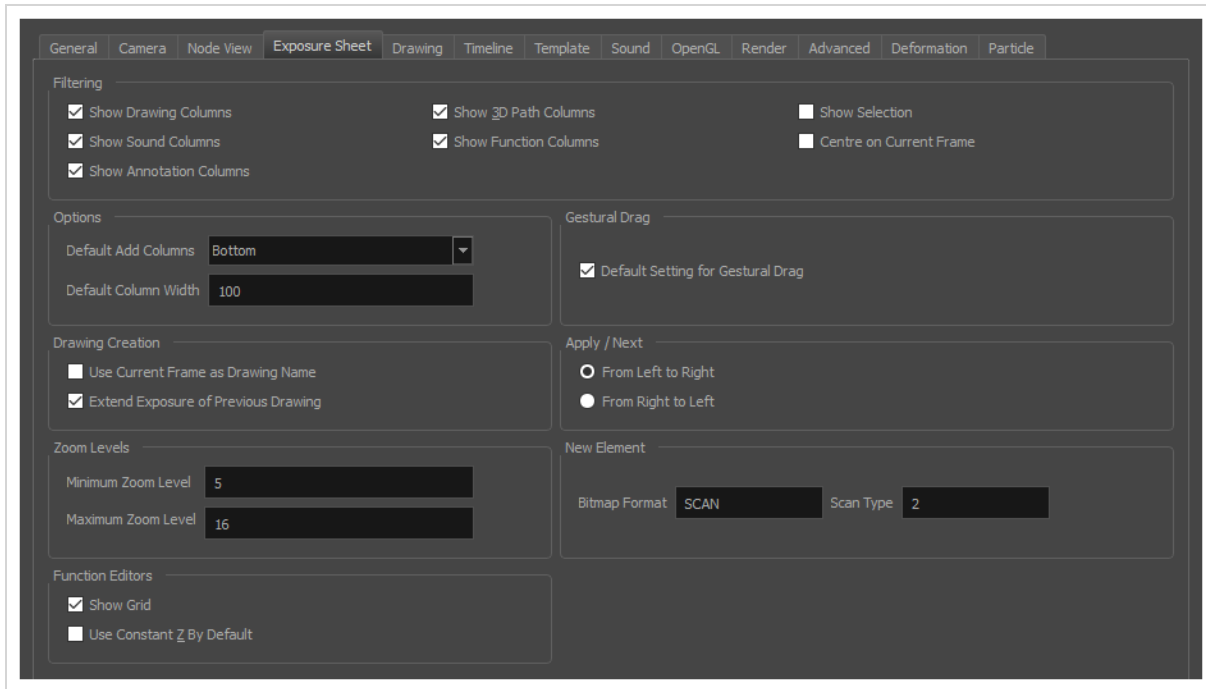 General Camera Node View Exposure Sheet Drawing Timeline Template Sound OpenGL Render Advanced Deformation Particle
Filtering
Show Drawing Columns Show 3D Path Columns Show Selection
Show Sound Columns Show Function Columns Centre on Current Frame
Show Annotation Columns
Options
Default Add Columns Bottom
Default Column Width 100
Gestural Drag
Default Setting for Gestural Drag
Drawing Creation
Use Current Frame as Drawing Name
Extend Exposure of Previous Drawing
Apply / Next
From Left to Right
From Right to Left
Zoom Levels
Minimum Zoom Level 5
Maximum Zoom Level 16
New Element
Bitmap Format SCAN Scan Type 2
Function Editors
Show Grid
Use Constant Z By Default